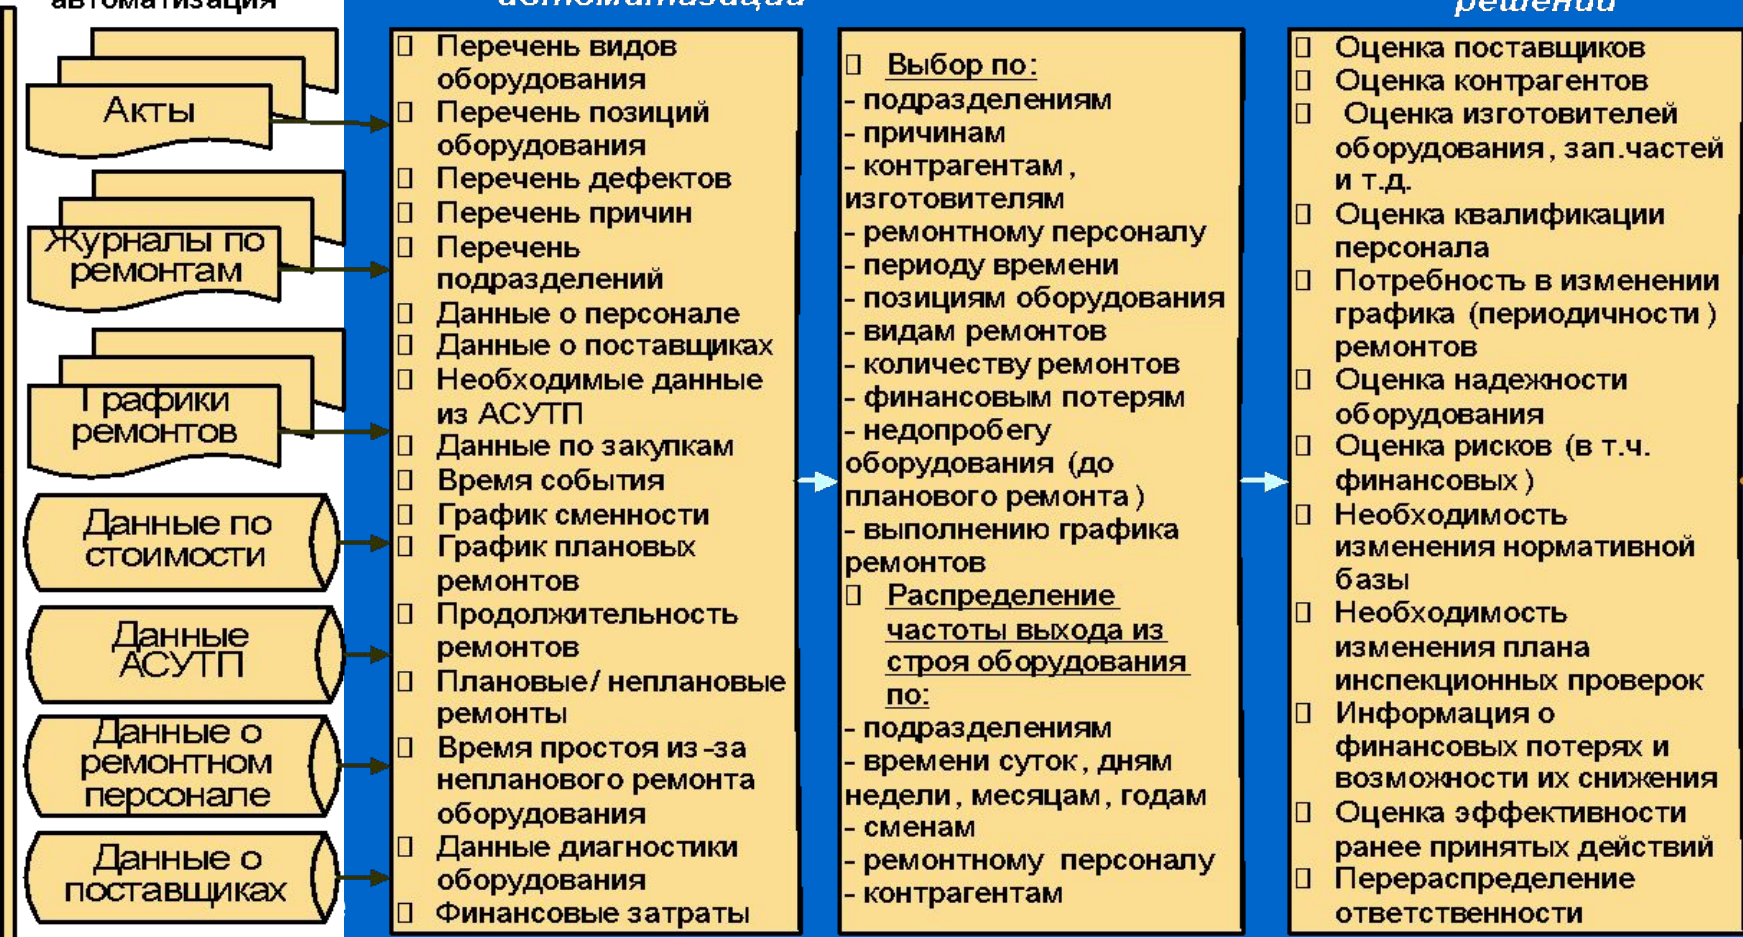 автоматизация
автоматизации
решений
Акты
Журналы по
ремонтам
Графики
ремонтов
Данные по
стоимости
Данные
АСУТП
Данные о
ремонтном
персонале
Данные о
поставщиках
Перечень видов
оборудования
Перечень позиций
оборудования
Перечень дефектов
Перечень причин
Перечень
подразделений
Данные о персонале
Данные о поставщиках
Необходимые данные
из АСУТП
Данные по закупкам
Время события
График сменности
График плановых
ремонтов
Продолжительность
ремонтов
Плановые/ неплановые
ремонты
Время простоя из-за
непланового ремонта
оборудования
Данные диагностики
оборудования
Финансовые затраты
Выбор по:
- подразделениям
- причинам
- контрагентам,
изготовителям
- ремонтному персоналу
- периоду времени
- позициям оборудования
- видам ремонтов
- количеству ремонтов
- финансовым потерям
- недопробегу
оборудования (до
планового ремонта)
- выполнению графика
ремонтов
Распределение
частоты выхода из
строя оборудования
по:
- подразделениям
- времени суток, дням
недели, месяцам, годам
- сменам
- ремонтному персоналу
- контрагентам
Оценка поставщиков
Оценка контрагентов
Оценка изготовителей
оборудования, зап.частей
и т.д.
Оценка квалификации
персонала
Потребность в изменении
графика (периодичности)
ремонтов
Оценка надежности
оборудования
Оценка рисков (в т.ч.
финансовых)
Необходимость
изменения нормативной
базы
Необходимость
изменения плана
инспекционных проверок
Информация о
финансовых потерях и
возможности их снижения
Оценка эффективности
ранее принятых действий
Перераспределение
ответственности